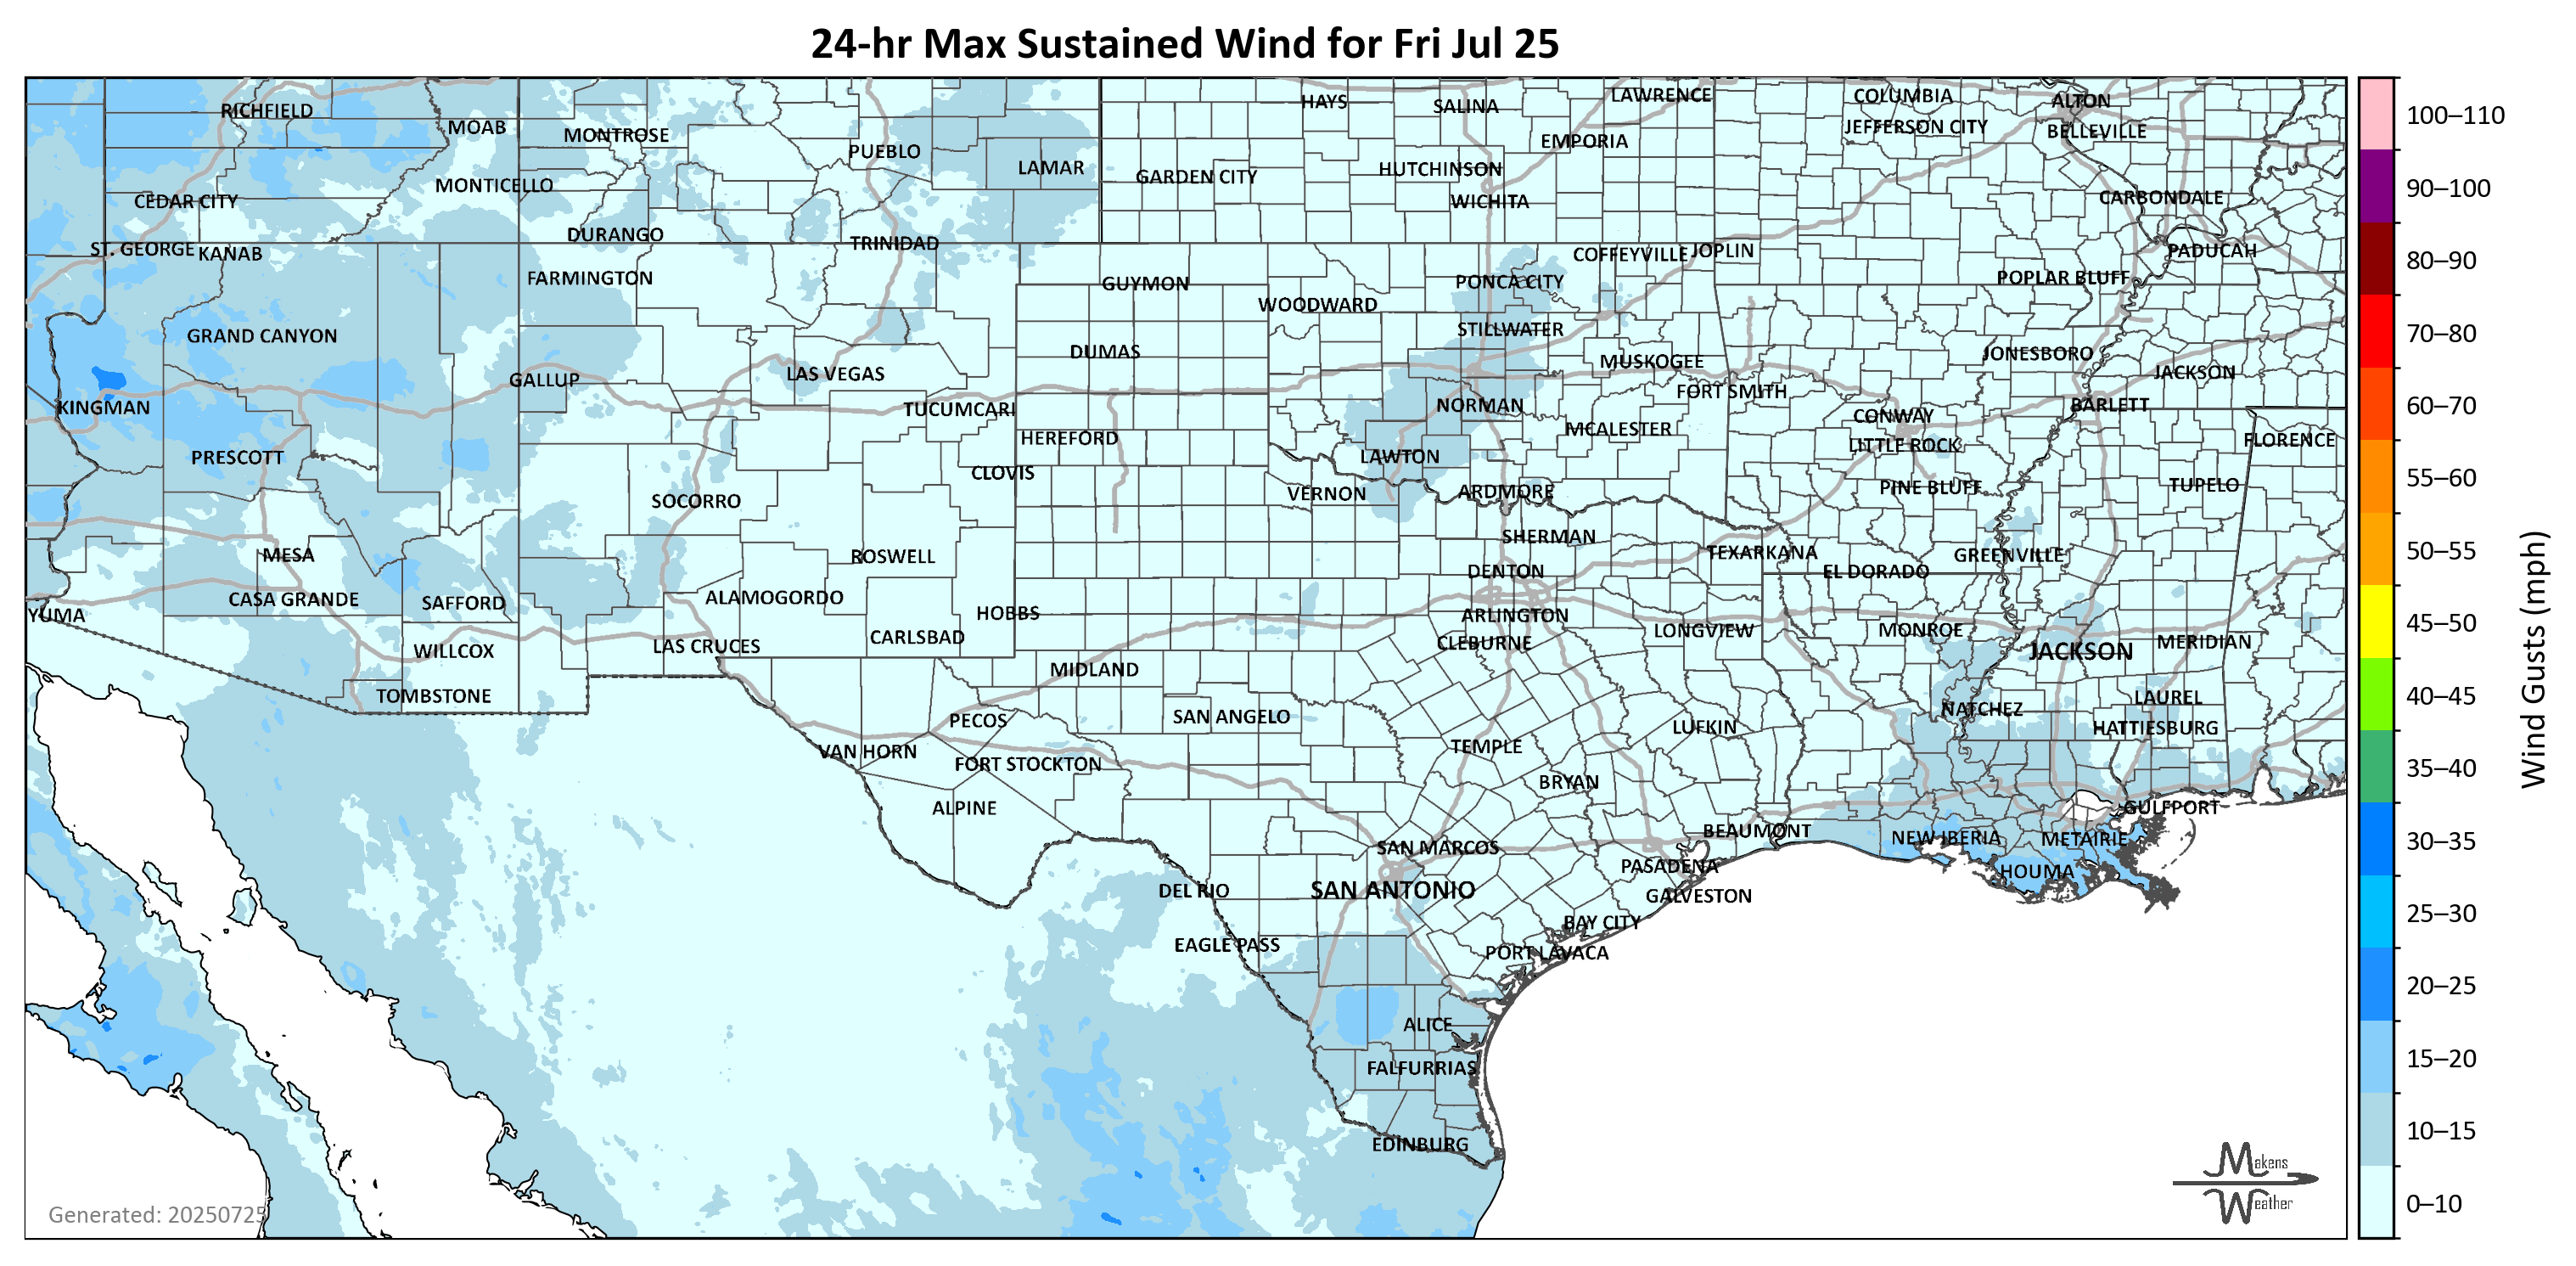 24-hr Max Sustained Wind for Fri Jul 25
RICHFIELD
MOAB
MONTROSE
PUEBLO
LAMAR
HAYS
SALINA
LAWRENCE
COLUMBIA
ALTON
JEFFERSON CITY
BELLEVILLE
EMPORIA
GARDEN CITY
HUTCHINSON
WICHITA
MONTICELLO
CEDAR CITY
CARBONDALE
DURANGO
TRINIDAD
ST. GEORGE
KANAB
COFFEYVILLE
JOPLIN
PADUCAH
FARMINGTON
GUYMON
PONCA CITY
POPLAR BLUFF
WOODWARD
GRAND CANYON
STILLWATER
DUMAS
MUSKOGEE
JONESBORO
GALLUP
LAS VEGAS
JACKSON
FORT SMITH
KINGMAN
TUCUMCARI
NORMAN
BARLETT
CONWAY
HEREFORD
MCALESTER
LITTLE ROCK
FLORENCE
PRESCOTT
LAWTON
CLOVIS
SOCORRO
VERNON
ARDMORE
PINE BLUFF
TUPELO
SHERMAN
MESA
ROSWELL
TEXARKANA
GREENVILLE
DENTON
EL DORADO
CASA GRANDE
SAFFORD
ALAMOGORDO
HOBBS
YUMA
ARLINGTON
CARLSBAD
CLEBURNE
LONGVIEW
MONROE
MERIDIAN
LAS CRUCES
WILLCOX
JACKSON
MIDLAND
TOMBSTONE
LAUREL
NATCHEZ
PECOS
SAN ANGELO
LUFKIN
HATTIESBURG
VAN HORN
TEMPLE
FORT STOCKTON
BRYAN
ALPINE
GULFPORT
BEAUMONT
NEW IBERIA
METAIRIE
SAN MARCOS
PASADENA
HOUMA
DEL RIO
SAN ANTONIO
GALVESTON
BAY CITY
EAGLE PASS
PORT LAVACA
ALICE
FALFURRIAS
EDINBURG
Generated: 20250725
Makens
Weather
100–110
90–100
80–90
70–80
60–70
55–60
50–55
45–50
40–45
35–40
30–35
25–30
20–25
15–20
10–15
0–10
Wind Gusts (mph)